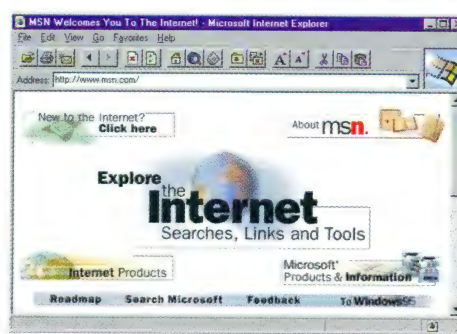 MSN Welcomes You To The Internet! - Microsoft Internet Explorer
File Edit View Go Favorites Help
Address: http://www.msn.com/
New to the Internet?
Click here
About msn.
Explore
the
Internet
Searches, Links and Tools
Internet Products
Microsoft®
Products & Information
Roadmap Search Microsoft Feedback To Windows95